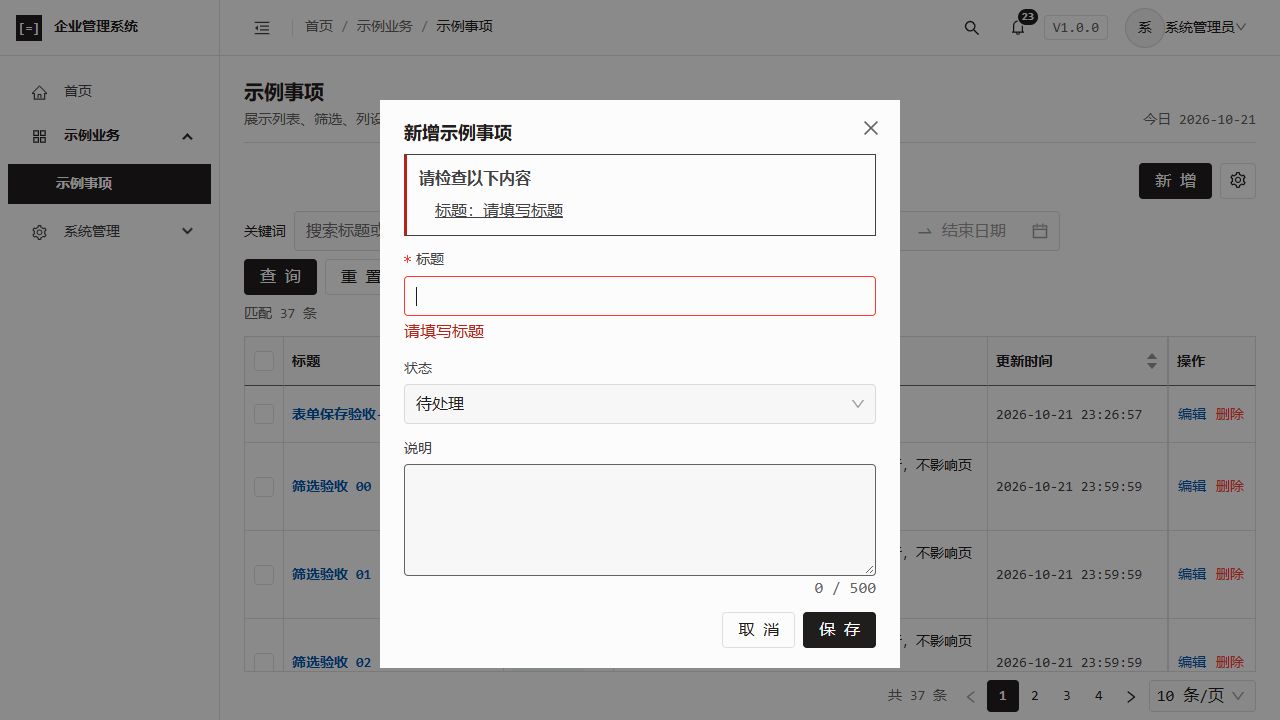 [=] 企业管理系统
首页 / 示例业务 / 示例事项
23
V1.0.0
系 系统管理员
首页
示例业务
示例事项
系统管理
示例事项
展示列表、筛选、列设
今日 2026-10-21
新 增
关键词 搜索标题或
结束日期
查 询 重 置
匹配 37 条
标题 更新时间 操作
表单保存验收- 2026-10-21 23:26:57 编辑 删除
筛选验收 00 ,不影响页 2026-10-21 23:59:59 编辑 删除
筛选验收 01 ,不影响页 2026-10-21 23:59:59 编辑 删除
筛选验收 02 ,不影响页 2026-10-21 23:59:59 编辑 删除
共 37 条 1 2 3 4 10 条/页
新增示例事项
请检查以下内容
标题: 请填写标题
* 标题
请填写标题
状态
待处理
说明
0 / 500
取 消 保 存